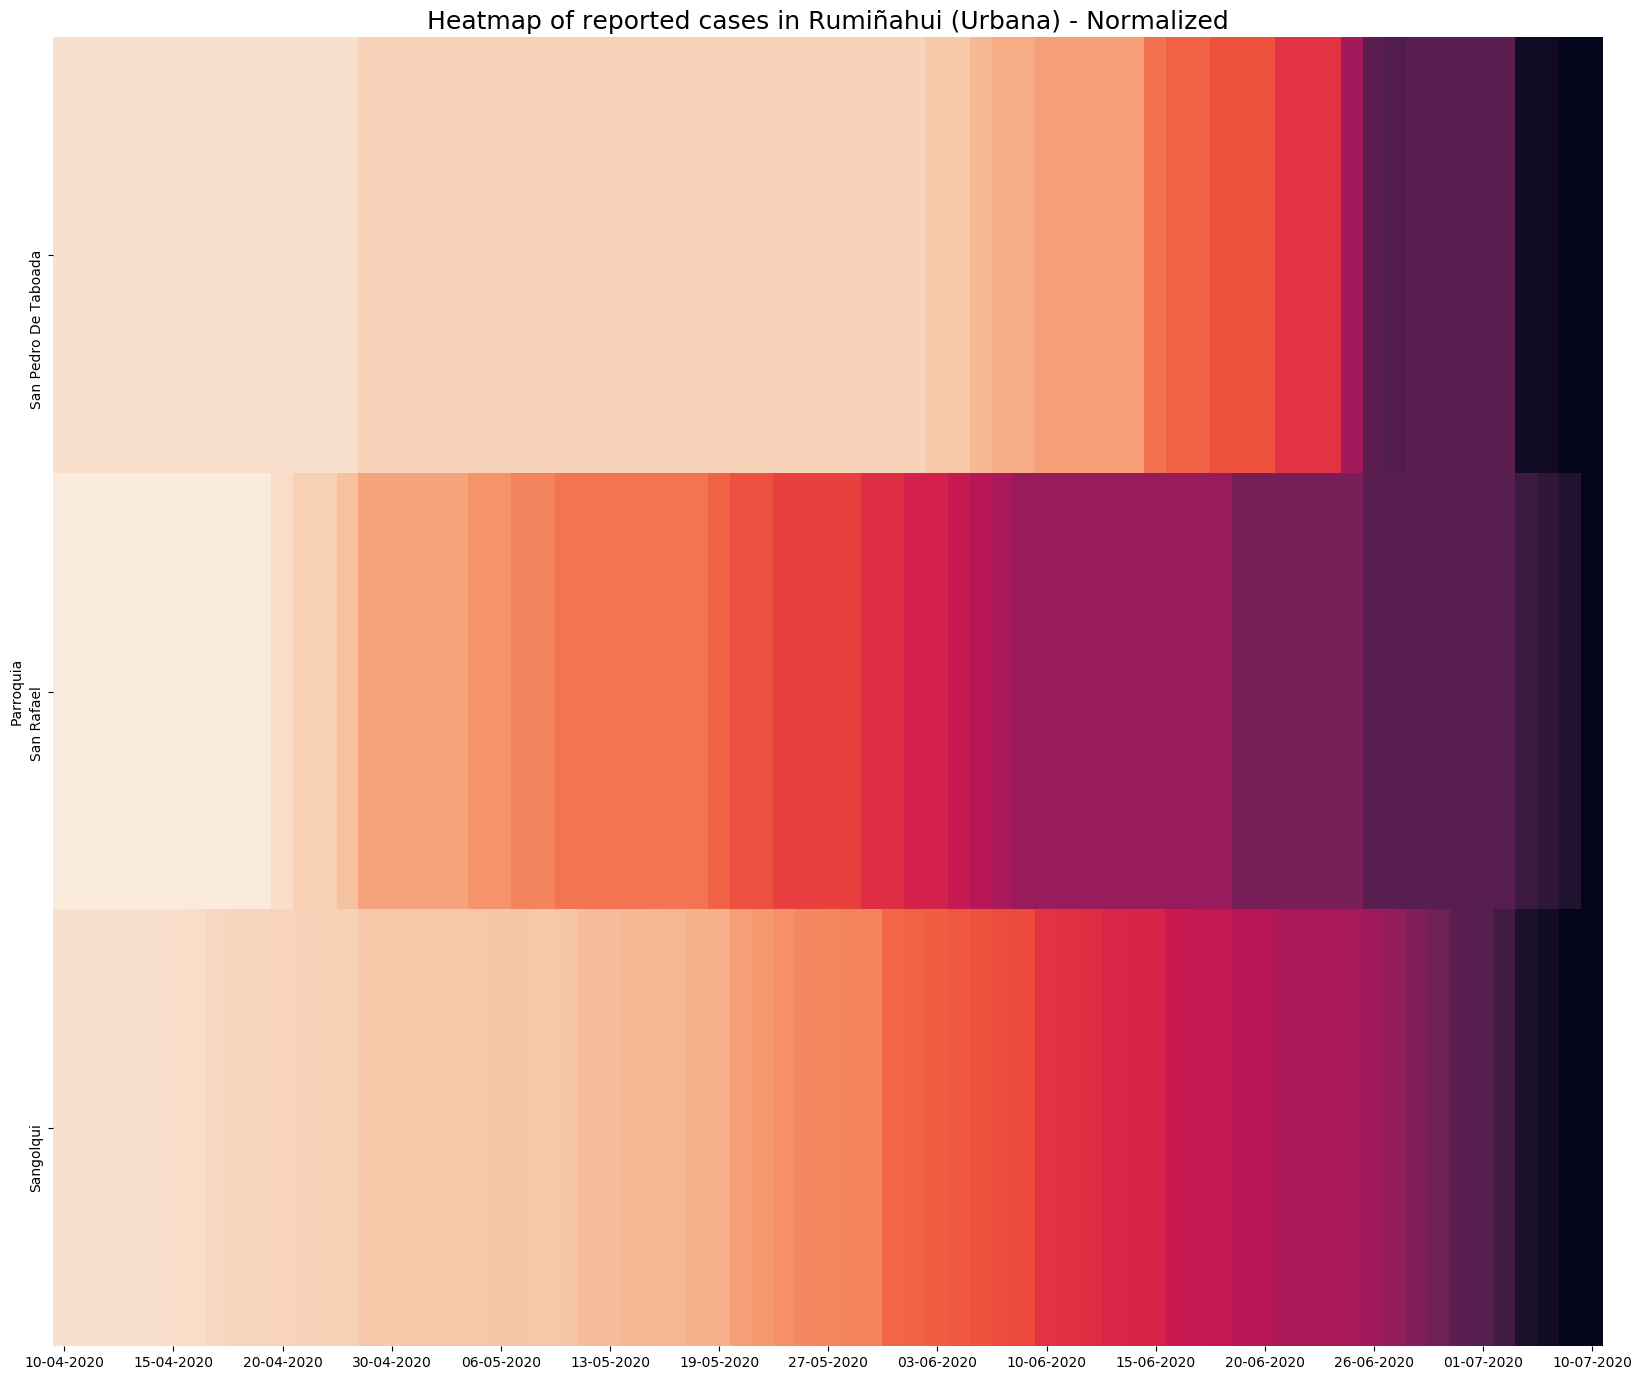 Heatmap of reported cases in Rumiñahui (Urbana) - Normalized
Parroquia
San Pedro De Taboada
San Rafael
Sangolqui
10-04-2020 15-04-2020 20-04-2020 30-04-2020 06-05-2020 13-05-2020 19-05-2020 27-05-2020 03-06-2020 10-06-2020 15-06-2020 20-06-2020 26-06-2020 01-07-2020 10-07-2020